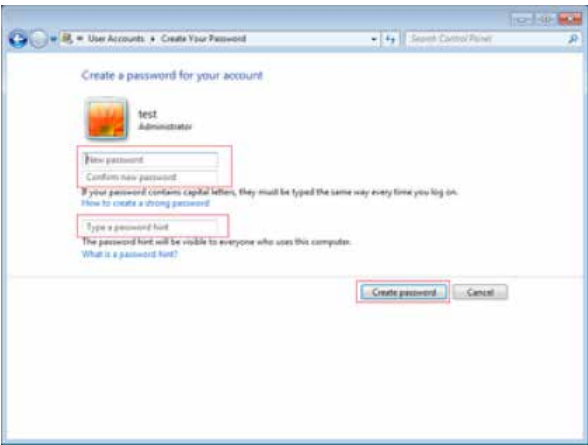 User Accounts ▸ Create Your Password
Search Control Panel
Create a password for your account
test
Administrator
New password
Confirm new password
If your password contains capital letters, they must be typed the same way every time you log on.
How to create a strong password
Type a password hint
The password hint will be visible to everyone who uses this computer.
What is a password hint?
Create password
Cancel